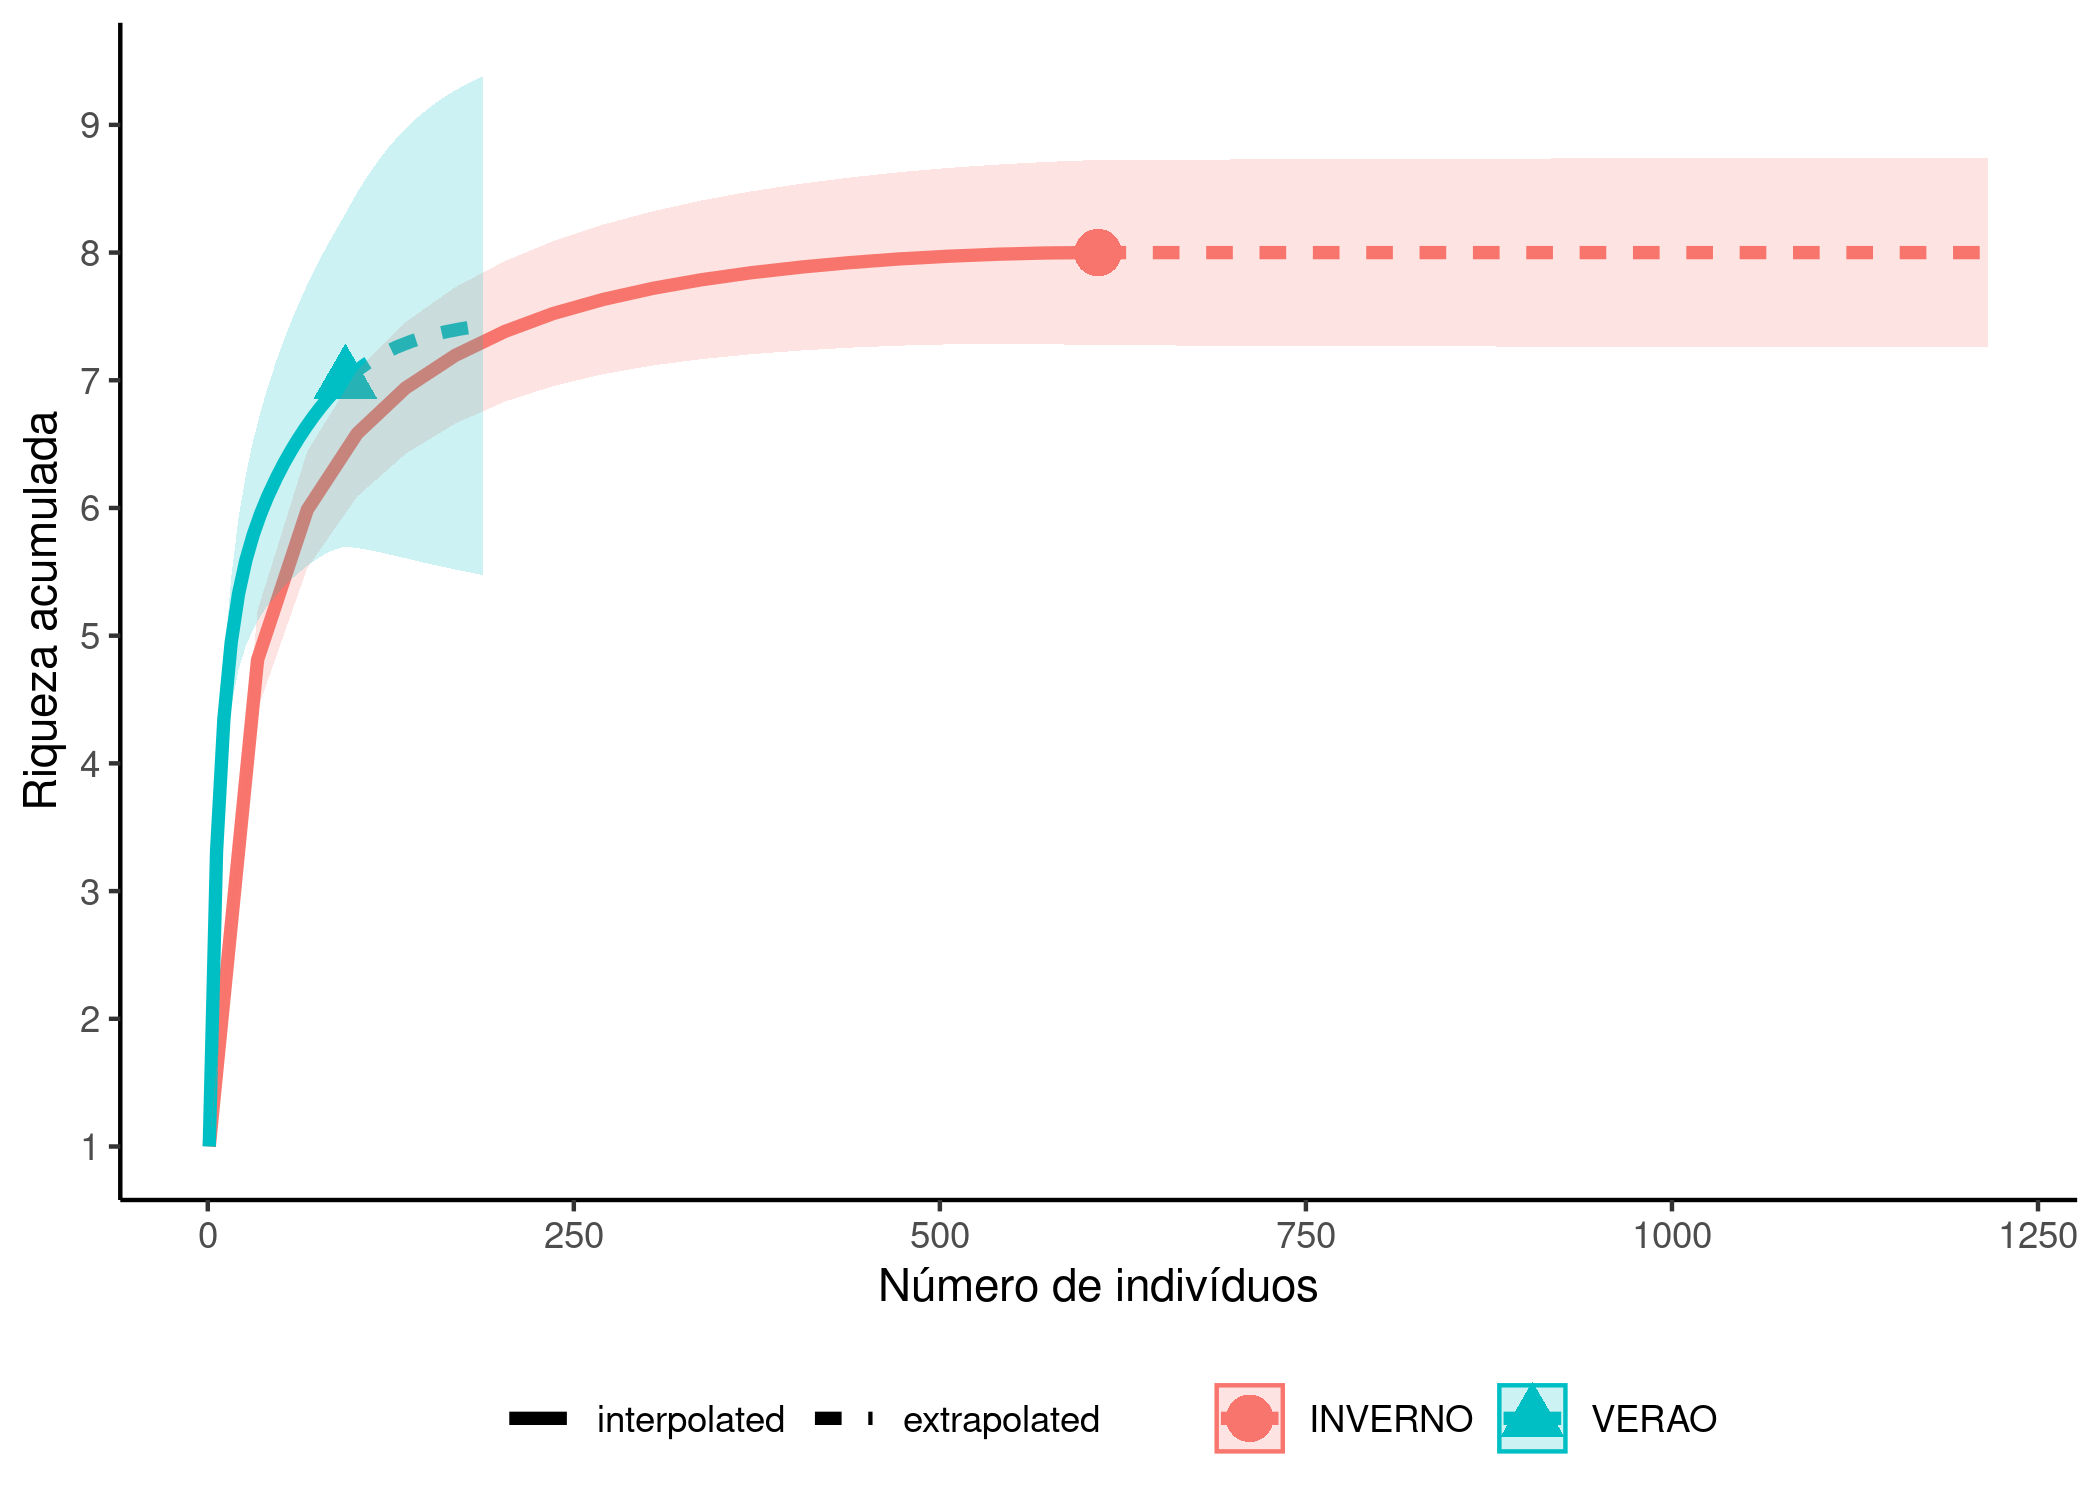 Riqueza acumulada
9
8
7
6
5
4
3
2
1
0 250 500 750 1000 1250
Número de indivíduos
interpolated extrapolated INVERNO VERAO